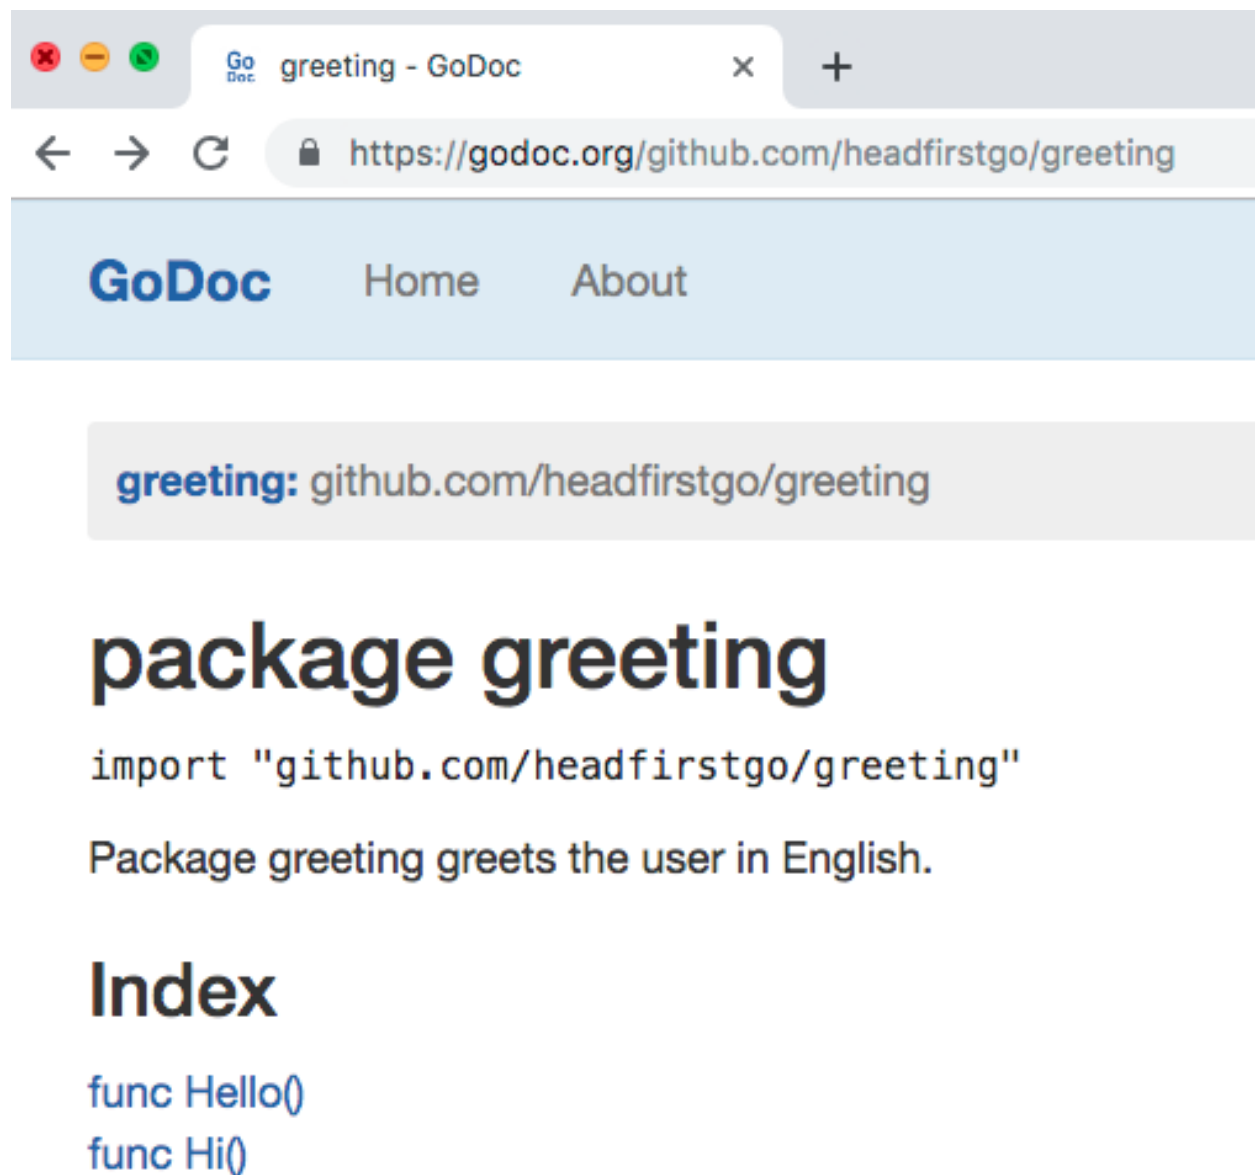 Go Doc greeting - GoDoc
https://godoc.org/github.com/headfirstgo/greeting
GoDoc Home About
greeting: github.com/headfirstgo/greeting
package greeting
import "github.com/headfirstgo/greeting"
Package greeting greets the user in English.
Index
func Hello()
func Hi()